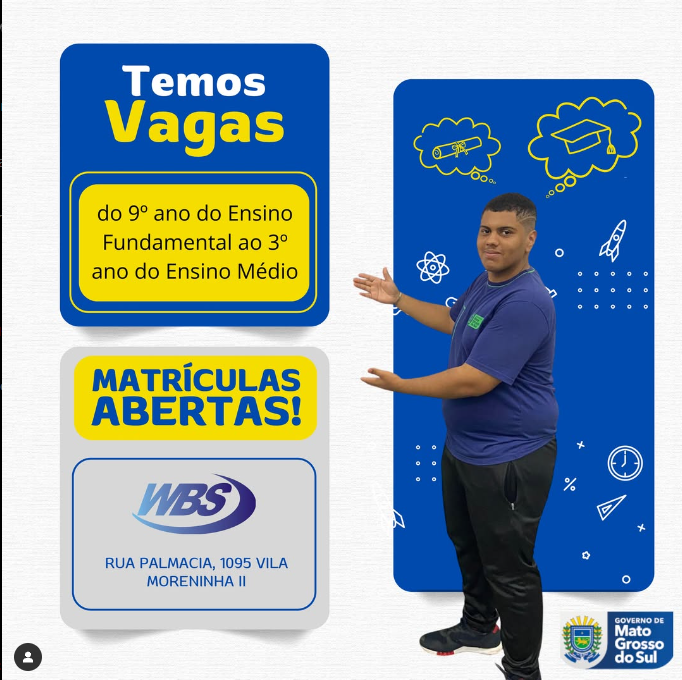 Temos
Vagas
do 9º ano do Ensino
Fundamental ao 3º
ano do Ensino Médio
MATRÍCULAS
ABERTAS!
WBS
RUA PALMACIA, 1095 VILA
MORENINHA II
GOVERNO DE
Mato
Grosso
do Sul